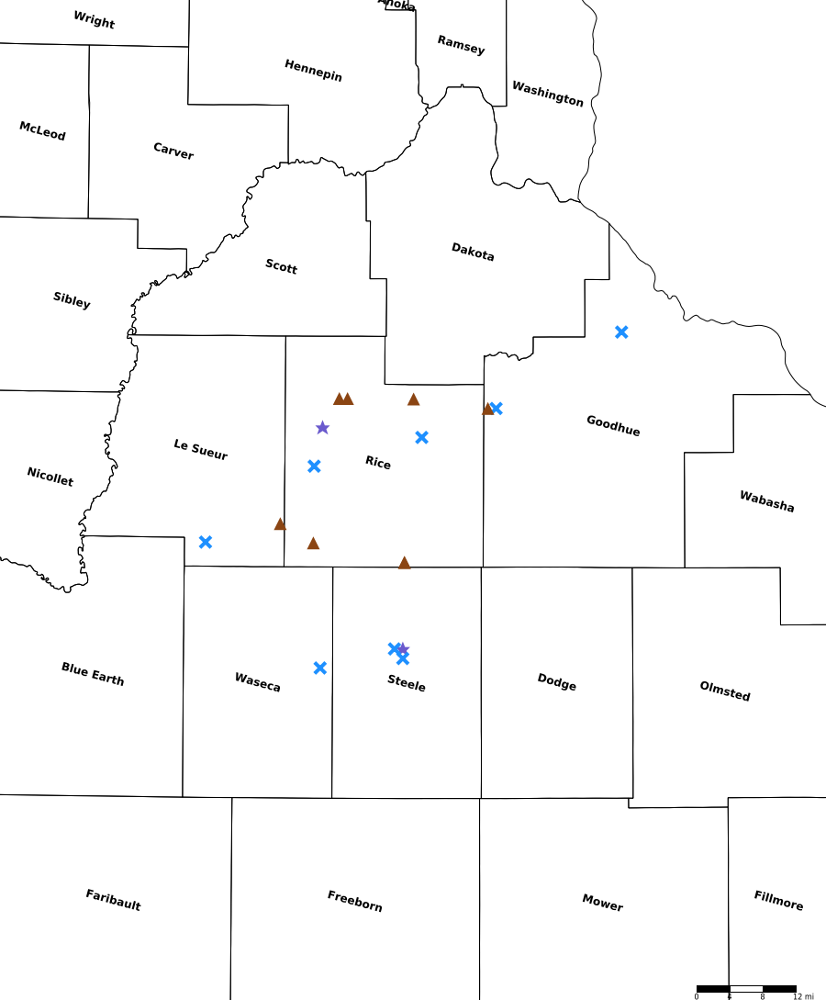 Anoka
Wright
Ramsey
Hennepin
Washington
McLeod
Carver
Dakota
Scott
Sibley
Goodhue
Le Sueur
Rice
Nicollet
Wabasha
Blue Earth
Waseca
Steele
Dodge
Olmsted
Faribault
Freeborn
Mower
Fillmore
0 4 8 12 mi